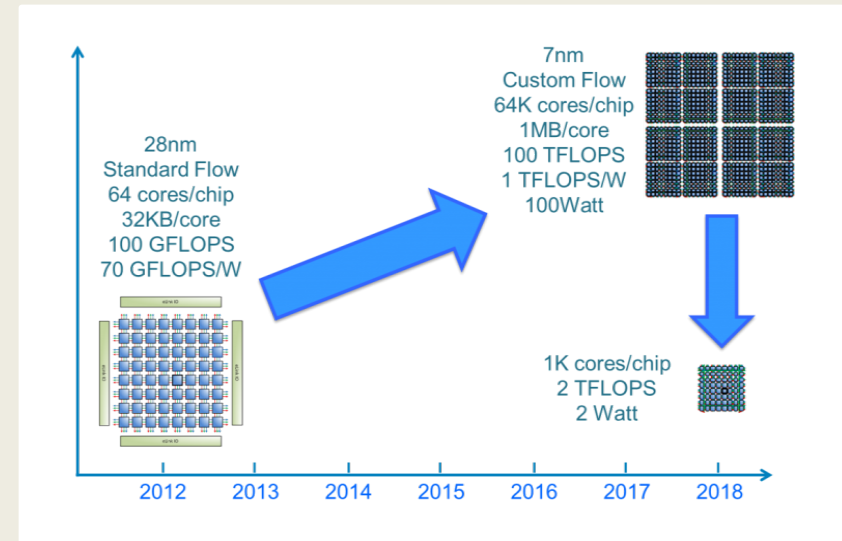 28nm
Standard Flow
64 cores/chip
32KB/core
100 GFLOPS
70 GFLOPS/W
7nm
Custom Flow
64K cores/chip
1MB/core
100 TFLOPS
1 TFLOPS/W
100Watt
1K cores/chip
2 TFLOPS
2 Watt
2012 2013 2014 2015 2016 2017 2018